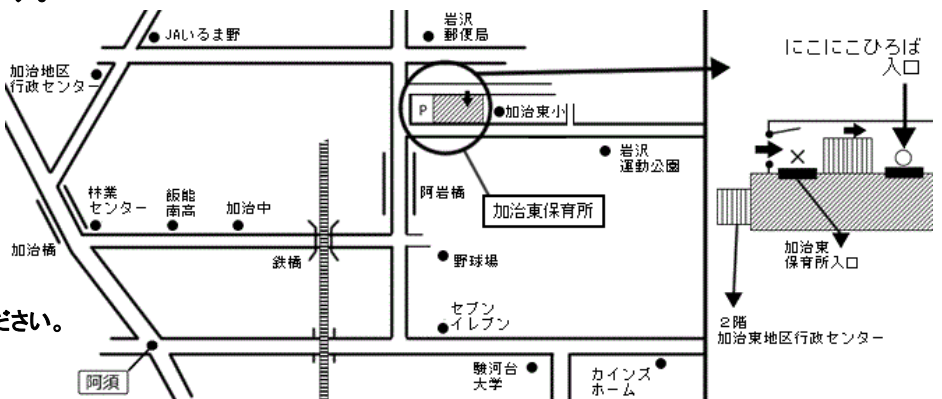 JAいるま野
岩沢
郵便局
にこにこひろば
入口
加治地区
行政センター
P
加治東小
岩沢
運動公園
林業
センター
飯能
南高
加治中
阿岩橋
加治東保育所
加治橋
鉄橋
野球場
加治東
保育所入口
セブン
イレブン
ださい。
2階
加治東地区行政センター
阿須
駿河台
大学
カインズ
ホーム